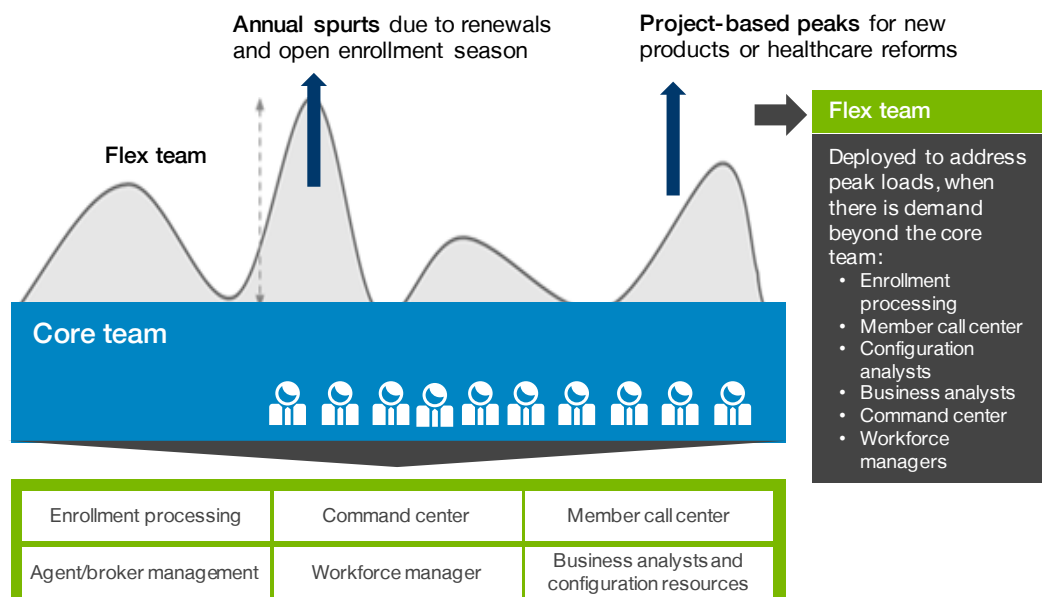 Annual spurts due to renewals
and open enrollment season
Project-based peaks for new
products or healthcare reforms
Flex team
Flex team
Deployed to address
peak loads, when
there is demand
beyond the core
team:
• Enrollment
processing
• Member call center
• Configuration
analysts
• Business analysts
• Command center
• Workforce
managers
Core team
Enrollment processing
Command center
Member call center
Agent/broker management
Workforce manager
Business analysts and
configuration resources